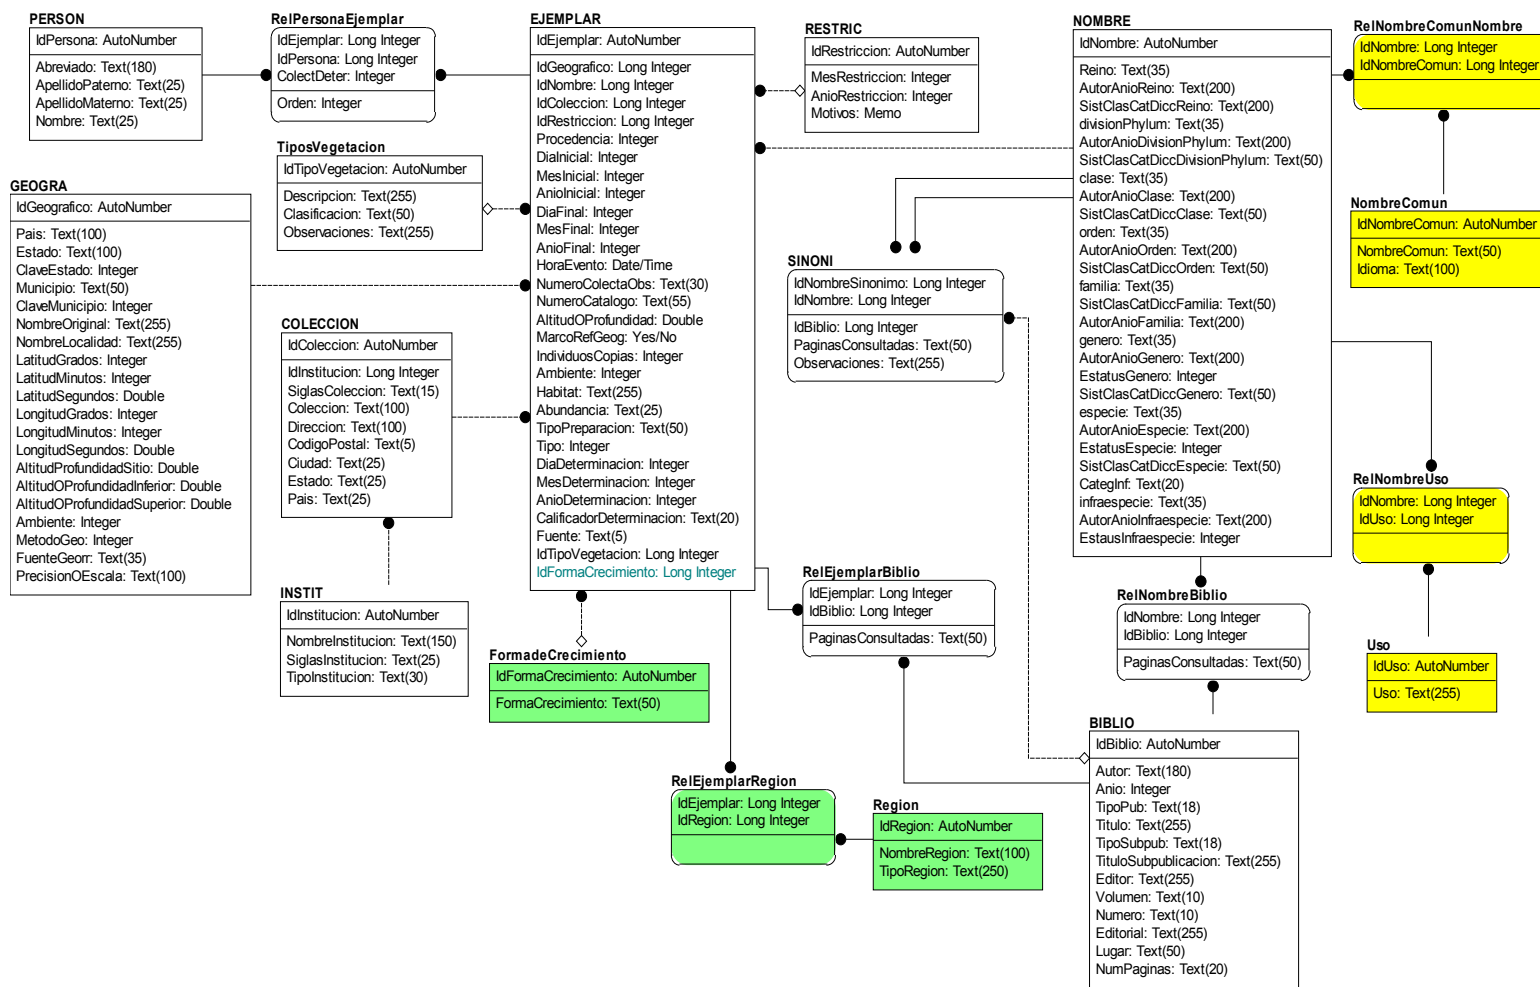 PERSON
IdPersona: AutoNumber
Abreviado: Text(180)
ApellidoPaterno: Text(25)
ApellidoMaterno: Text(25)
Nombre: Text(25)
RelPersonaEjemplar
IdEjemplar: Long Integer
IdPersona: Long Integer
ColectDeter: Integer
Orden: Integer
TiposVegetacion
IdTipoVegetacion: AutoNumber
Descripcion: Text(255)
Clasificacion: Text(50)
Observaciones: Text(255)
GEOGRA
IdGeografico: AutoNumber
Pais: Text(100)
Estado: Text(100)
ClaveEstado: Integer
Municipio: Text(50)
ClaveMunicipio: Integer
NombreOriginal: Text(255)
NombreLocalidad: Text(255)
LatitudGrados: Integer
LatitudMinutos: Integer
LatitudSegundos: Double
LongitudGrados: Integer
LongitudMinutos: Integer
LongitudSegundos: Double
AltitudProfundidadSitio: Double
AltitudOProfundidadInferior: Double
AltitudOProfundidadSuperior: Double
Ambiente: Integer
MetodoGeo: Integer
FuenteGeorr: Text(35)
PrecisionOEscala: Text(100)
COLECCION
IdColeccion: AutoNumber
IdInstitucion: Long Integer
SiglasColeccion: Text(15)
Coleccion: Text(100)
Direccion: Text(100)
CodigoPostal: Text(5)
Ciudad: Text(25)
Estado: Text(25)
Pais: Text(25)
INSTIT
IdInstitucion: AutoNumber
NombreInstitucion: Text(150)
SiglasInstitucion: Text(25)
TipoInstitucion: Text(30)
EJEMPLAR
IdEjemplar: AutoNumber
IdGeografico: Long Integer
IdNombre: Long Integer
IdColeccion: Long Integer
IdRestriccion: Long Integer
Procedencia: Integer
DiaInicial: Integer
MesInicial: Integer
AnioInicial: Integer
DiaFinal: Integer
MesFinal: Integer
AnioFinal: Integer
HoraEvento: Date/Time
NumeroColectaObs: Text(30)
NumeroCatalogo: Text(55)
AltitudOProfundidad: Double
MarcoRefGeog: Yes/No
IndividuosCopias: Integer
Ambiente: Integer
Habitat: Text(255)
Abundancia: Text(25)
TipoPreparacion: Text(50)
Tipo: Integer
DiaDeterminacion: Integer
MesDeterminacion: Integer
AnioDeterminacion: Integer
CalificadorDeterminacion: Text(20)
Fuente: Text(5)
IdTipoVegetacion: Long Integer
IdFormaCrecimiento: Long Integer
FormadeCrecimiento
IdFormaCrecimiento: AutoNumber
FormaCrecimiento: Text(50)
RESTRIC
IdRestriccion: AutoNumber
MesRestriccion: Integer
AnioRestriccion: Integer
Motivos: Memo
SINONI
IdNombreSinonimo: Long Integer
IdNombre: Long Integer
IdBiblio: Long Integer
PaginasConsultadas: Text(50)
Observaciones: Text(255)
RelEjemplarBiblio
IdEjemplar: Long Integer
IdBiblio: Long Integer
PaginasConsultadas: Text(50)
RelEjemplarRegion
IdEjemplar: Long Integer
IdRegion: Long Integer
Region
IdRegion: AutoNumber
NombreRegion: Text(100)
TipoRegion: Text(250)
NOMBRE
IdNombre: AutoNumber
Reino: Text(35)
AutorAnioReino: Text(200)
SistClasCatDiccReino: Text(200)
divisionPhylum: Text(35)
AutorAnioDivisionPhylum: Text(200)
SistClasCatDiccDivisionPhylum: Text(50)
clase: Text(35)
AutorAnioClase: Text(200)
SistClasCatDiccClase: Text(50)
orden: Text(35)
AutorAnioOrden: Text(200)
SistClasCatDiccOrden: Text(50)
familia: Text(35)
SistClasCatDiccFamilia: Text(50)
AutorAnioFamilia: Text(200)
genero: Text(35)
AutorAnioGenero: Text(200)
EstatusGenero: Integer
SistClasCatDiccGenero: Text(50)
especie: Text(35)
AutorAnioEspecie: Text(200)
EstatusEspecie: Integer
SistClasCatDiccEspecie: Text(50)
CategInf: Text(20)
infraespecie: Text(35)
AutorAnioInfraespecie: Text(200)
EstausInfraespecie: Integer
RelNombreBiblio
IdNombre: Long Integer
IdBiblio: Long Integer
PaginasConsultadas: Text(50)
BIBLIO
IdBiblio: AutoNumber
Autor: Text(180)
Anio: Integer
TipoPub: Text(18)
Titulo: Text(255)
TipoSubpub: Text(18)
TituloSubpublicacion: Text(255)
Editor: Text(255)
Volumen: Text(10)
Numero: Text(10)
Editorial: Text(255)
Lugar: Text(50)
NumPaginas: Text(20)
RelNombreComunNombre
IdNombre: Long Integer
IdNombreComun: Long Integer
NombreComun
IdNombreComun: AutoNumber
NombreComun: Text(50)
Idioma: Text(100)
RelNombreUso
IdNombre: Long Integer
IdUso: Long Integer
Uso
IdUso: AutoNumber
Uso: Text(255)